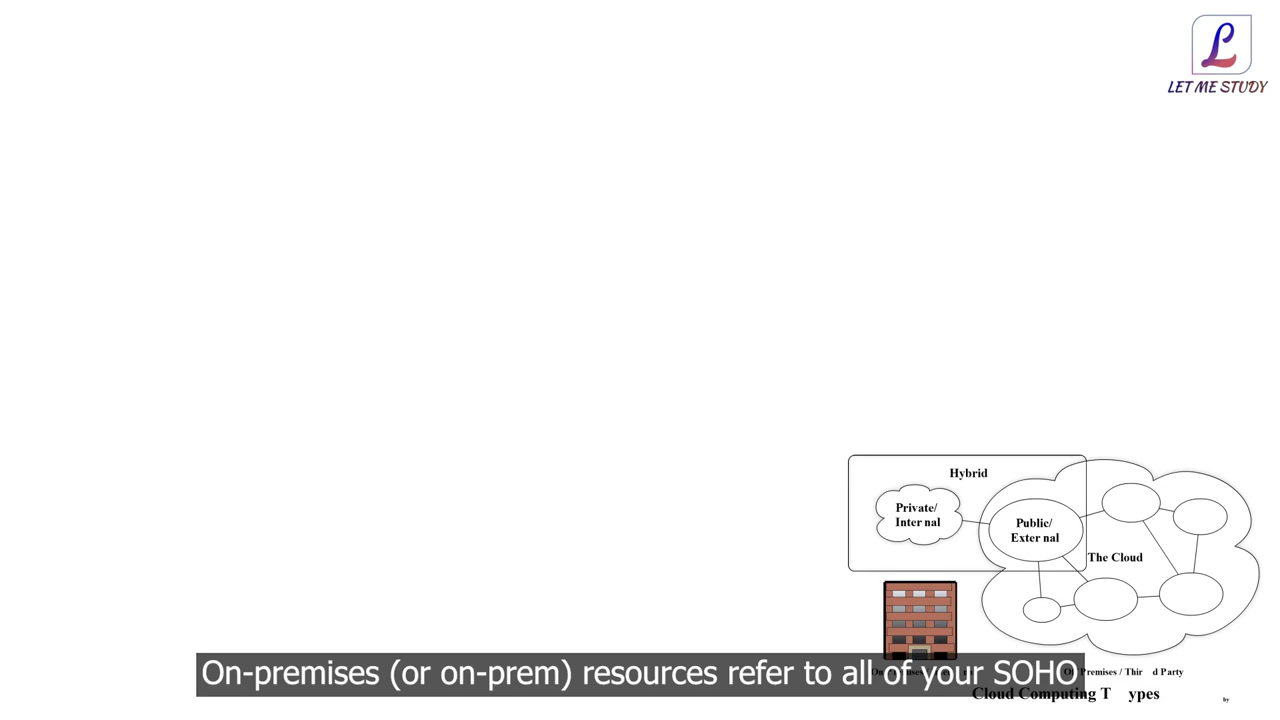 L
LET ME STUDY
Hybrid
Private/
Inter nal
Public/
Exter nal
The Cloud
Premises / Thir d Party
On-premises (or on-prem) resources refer to all of your SOHO
Cloud Computing T ypes
by